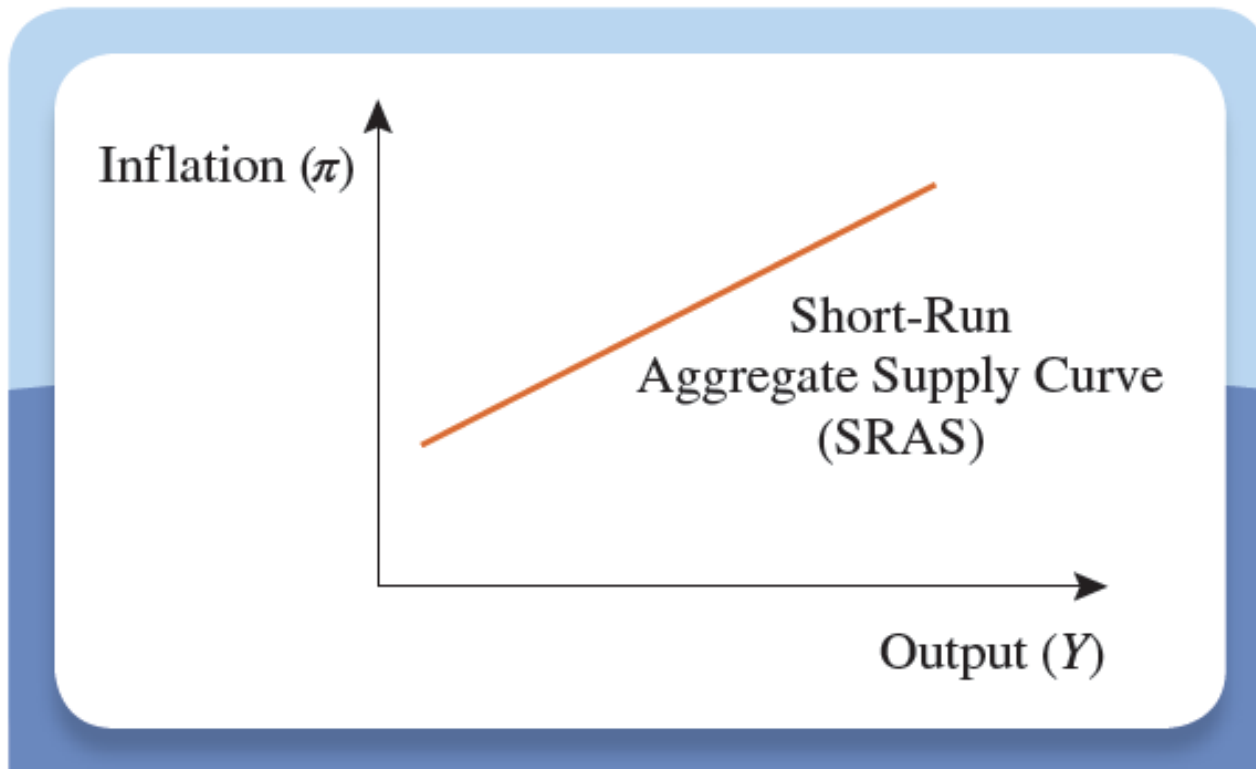 Inflation (π)
Short-Run
Aggregate Supply Curve
(SRAS)
Output (Y)